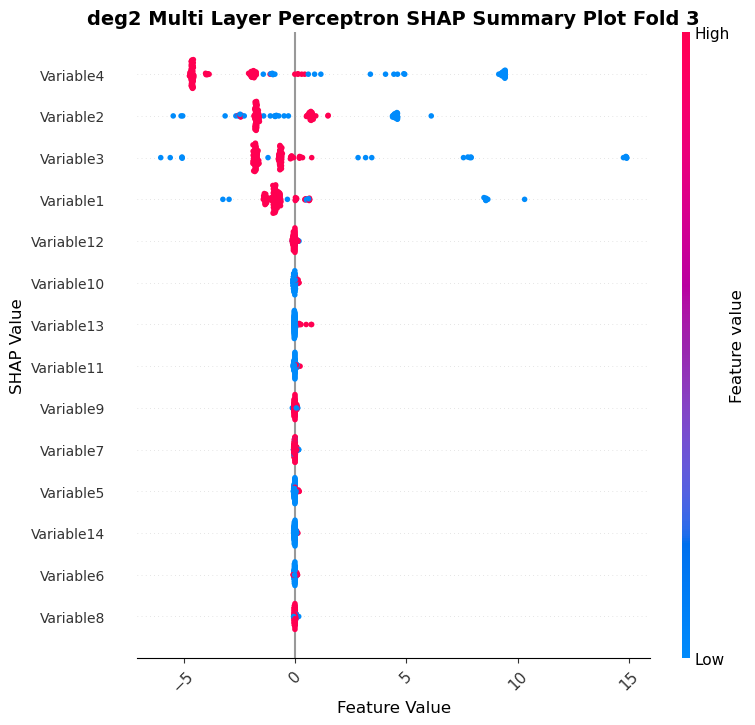 deg2 Multi Layer Perceptron SHAP Summary Plot Fold 3
High
Variable4
Variable2
Variable3
Variable1
Variable12
Variable10
Variable13
Variable11
Variable9
Variable7
Variable5
Variable14
Variable6
Variable8
SHAP Value
Feature value
Low
−5
0
5
10
15
Feature Value